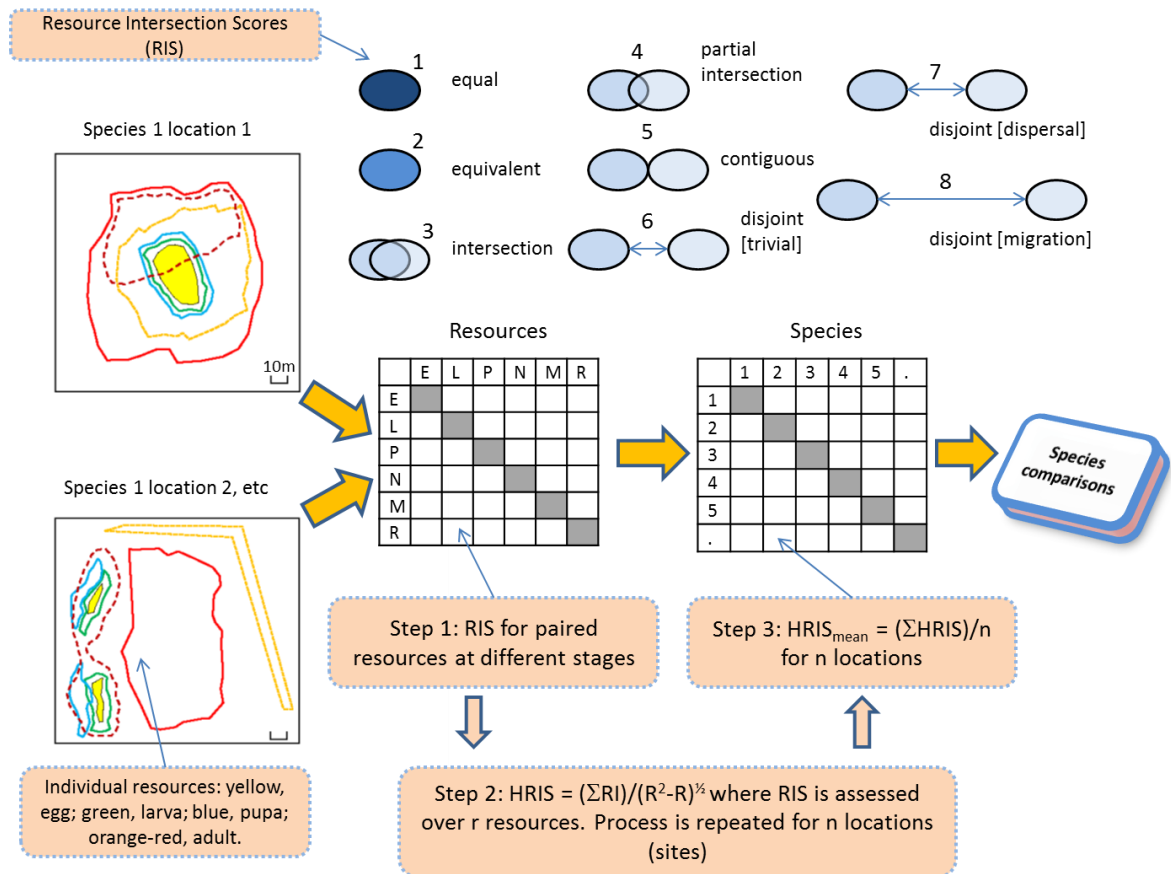 Resource Intersection Scores
(RIS)
1
equal
2
equivalent
3
intersection
4
partial
intersection
5
contiguous
6
disjoint
[trivial]
7
disjoint [dispersal]
8
disjoint [migration]
Species 1 location 1
10m
Species 1 location 2, etc
Resources
E L P N M R
E
L
P
N
M
R
Species
1 2 3 4 5 .
1
2
3
4
5
.
Species
comparisons
Step 1: RIS for paired
resources at different stages
Step 3: HRISmean = (ΣHRIS)/n
for n locations
Individual resources: yellow,
egg; green, larva; blue, pupa;
orange-red, adult.
Step 2: HRIS = (ΣRI)/(R²-R)^½ where RIS is assessed
over r resources. Process is repeated for n locations
(sites)